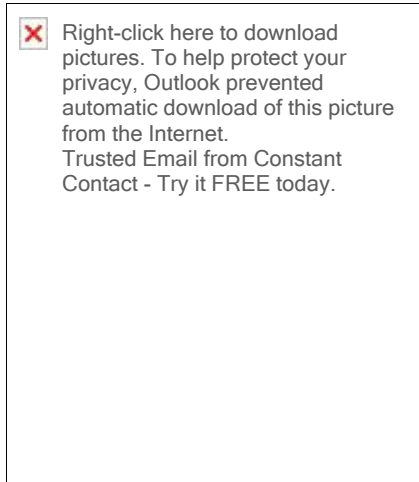 Right-click here to download
pictures. To help protect your
privacy, Outlook prevented
automatic download of this picture
from the Internet.
Trusted Email from Constant
Contact - Try it FREE today.